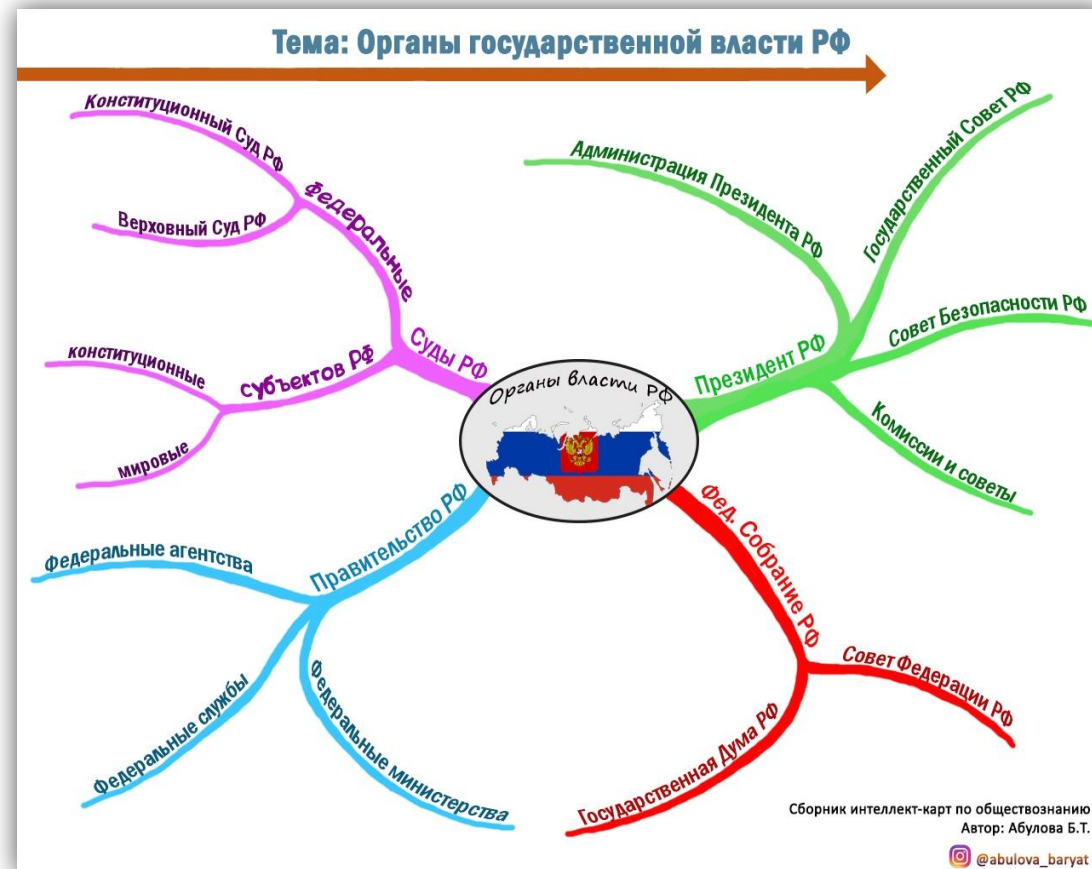 Тема: Органы государственной власти РФ
Конституционный Суд РФ
Верховный Суд РФ
Федеральные
конституционные
мировые
субъектов РФ
Суды РФ
Администрация Президента РФ
Государственный Совет РФ
Совет Безопасности РФ
Комиссии и советы
Президент РФ
Органы власти РФ
Правительство РФ
Федеральные агентства
Федеральные службы
Федеральные министерства
Фед. Собрание РФ
Совет Федерации РФ
Государственная Дума РФ
Сборник интеллект-карт по обществознанию
Автор: Абулова Б.Т.
@abulova_baryat